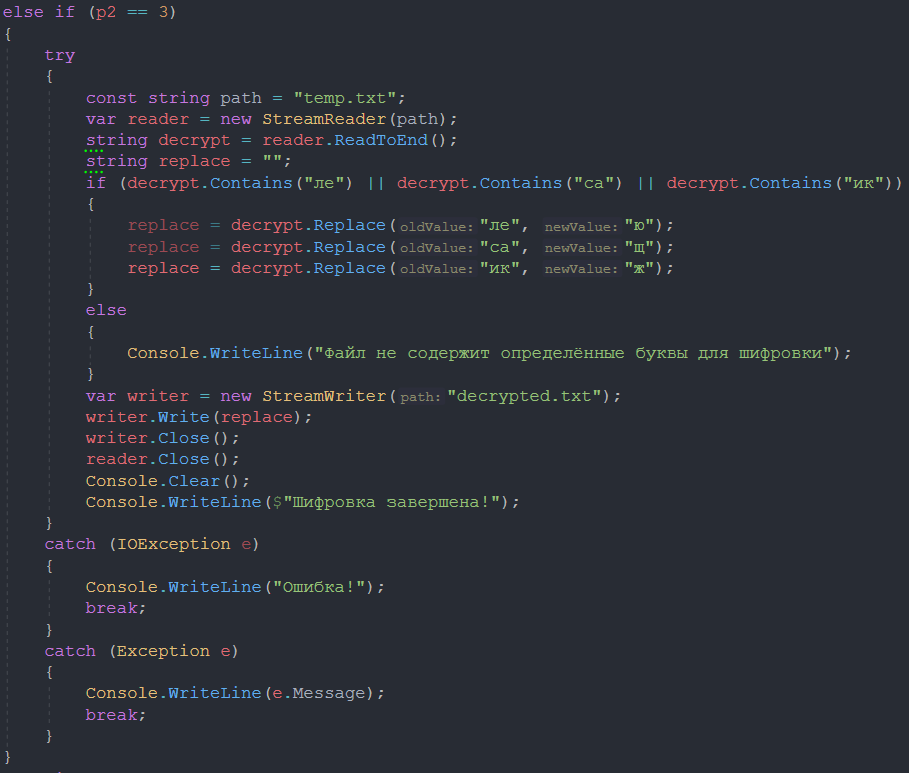 else if (p2 == 3)
{
    try
    {
        const string path = "temp.txt";
        var reader = new StreamReader(path);
        string decrypt = reader.ReadToEnd();
        string replace = "";
        if (decrypt.Contains("ле") || decrypt.Contains("са") || decrypt.Contains("ик"))
        {
            replace = decrypt.Replace(oldValue: "ле", newValue: "ю");
            replace = decrypt.Replace(oldValue: "са", newValue: "щ");
            replace = decrypt.Replace(oldValue: "ик", newValue: "ж");
        }
        else
        {
            Console.WriteLine("Файл не содержит определённые буквы для шифровки");
        }
        var writer = new StreamWriter(path: "decrypted.txt");
        writer.Write(replace);
        writer.Close();
        reader.Close();
        Console.Clear();
        Console.WriteLine($"Шифровка завершена!");
    }
    catch (IOException e)
    {
        Console.WriteLine("Ошибка!");
        break;
    }
    catch (Exception e)
    {
        Console.WriteLine(e.Message);
        break;
    }
}